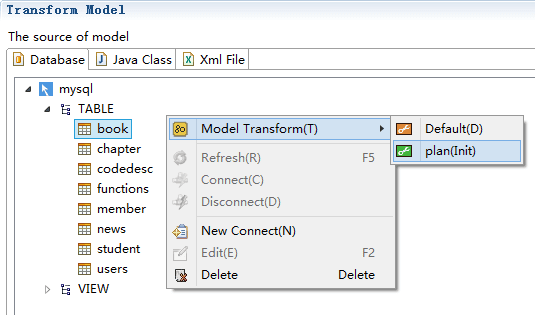 Transform Model
The source of model
Database Java Class Xml File
mysql
TABLE
book
chapter
codedesc
functions
member
news
student
users
VIEW
Model Transform(T)
Refresh(R) F5
Connect(C)
Disconnect(D)
New Connect(N)
Edit(E) F2
Delete Delete
Default(D)
plan(Init)